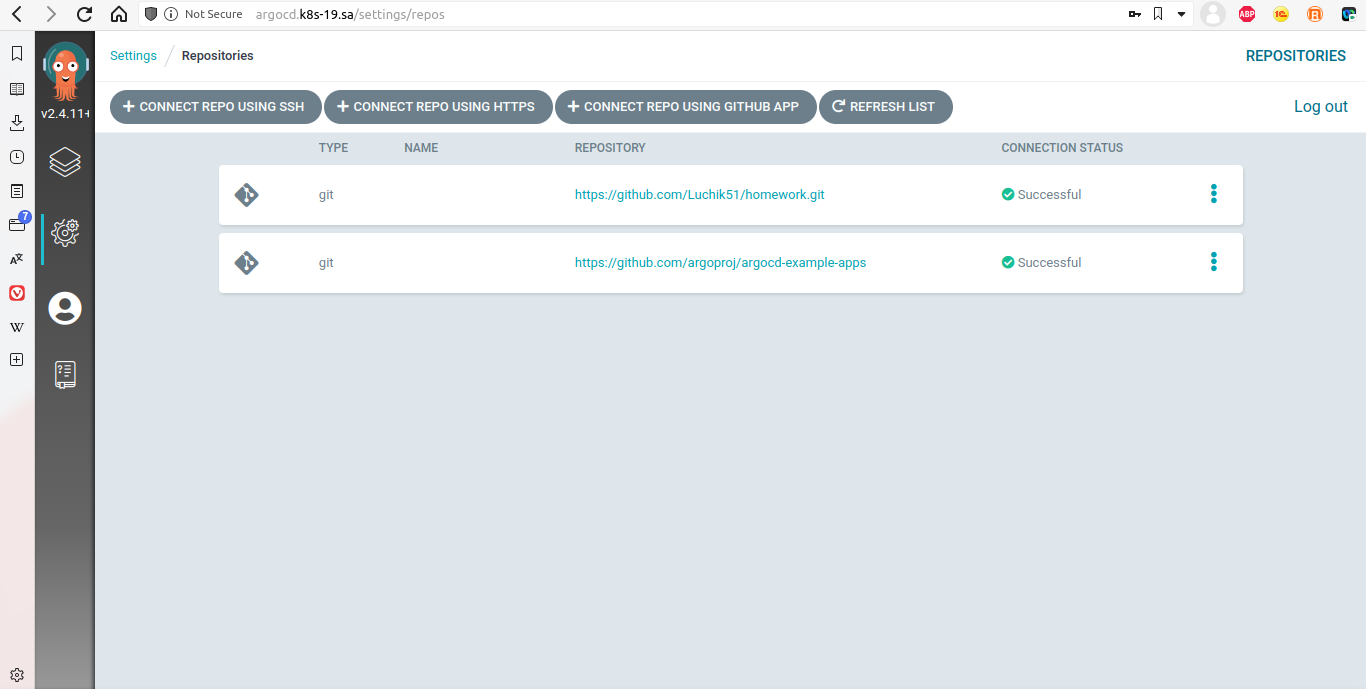 Not Secure argocd.k8s-19.sa/settings/repos
ABP
7
W
v2.4.11+
Settings / Repositories
REPOSITORIES
CONNECT REPO USING SSH CONNECT REPO USING HTTPS CONNECT REPO USING GITHUB APP REFRESH LIST
Log out
TYPE NAME REPOSITORY CONNECTION STATUS
git https://github.com/Luchik51/homework.git Successful
git https://github.com/argoproj/argocd-example-apps Successful